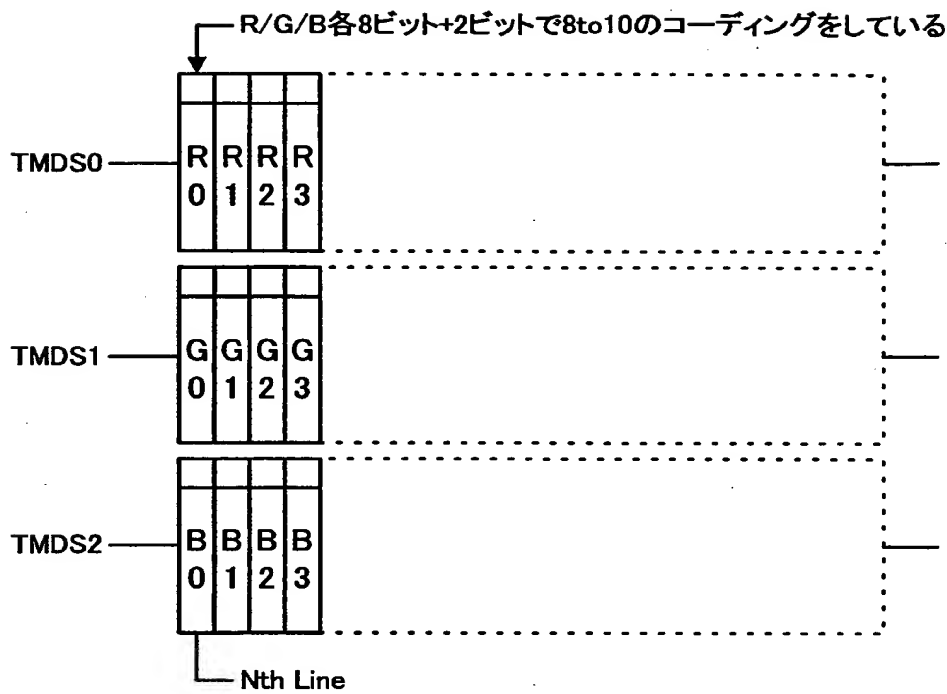 R/G/B各8ビット+2ビットで8to10のコーディングをしている
TMDS0
R R R R
0 1 2 3
TMDS1
G G G G
0 1 2 3
TMDS2
B B B B
0 1 2 3
Nth Line